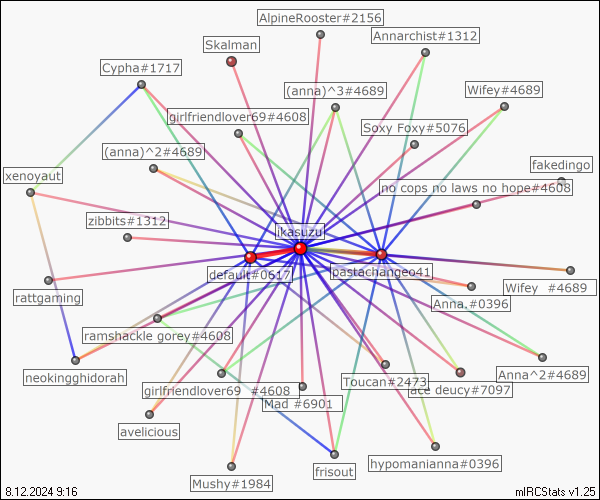 AlpineRooster#2156
Annarchist#1312
Skalman
Cypha#1717
(anna)^3#4689
Wifey#4689
girlfriendlover69#4608
Soxy Foxy#5076
(anna)^2#4689
fakedingo
xenoyaut
no cops no laws no hope#4608
zibbits#1312
jkasuzu
default#0617
pastachangeo41
rattgaming
Anna.#0396
Wifey #4689
ramshackle gorey#4608
neokingghidorah
girlfriendlover69 #4608
Toucan#2473
ace deucy#7097
Anna^2#4689
Mad #6901
avelicious
Mushy#1984
frisout
hypomanianna#0396
8.12.2024 9:16
mIRCStats v1.25